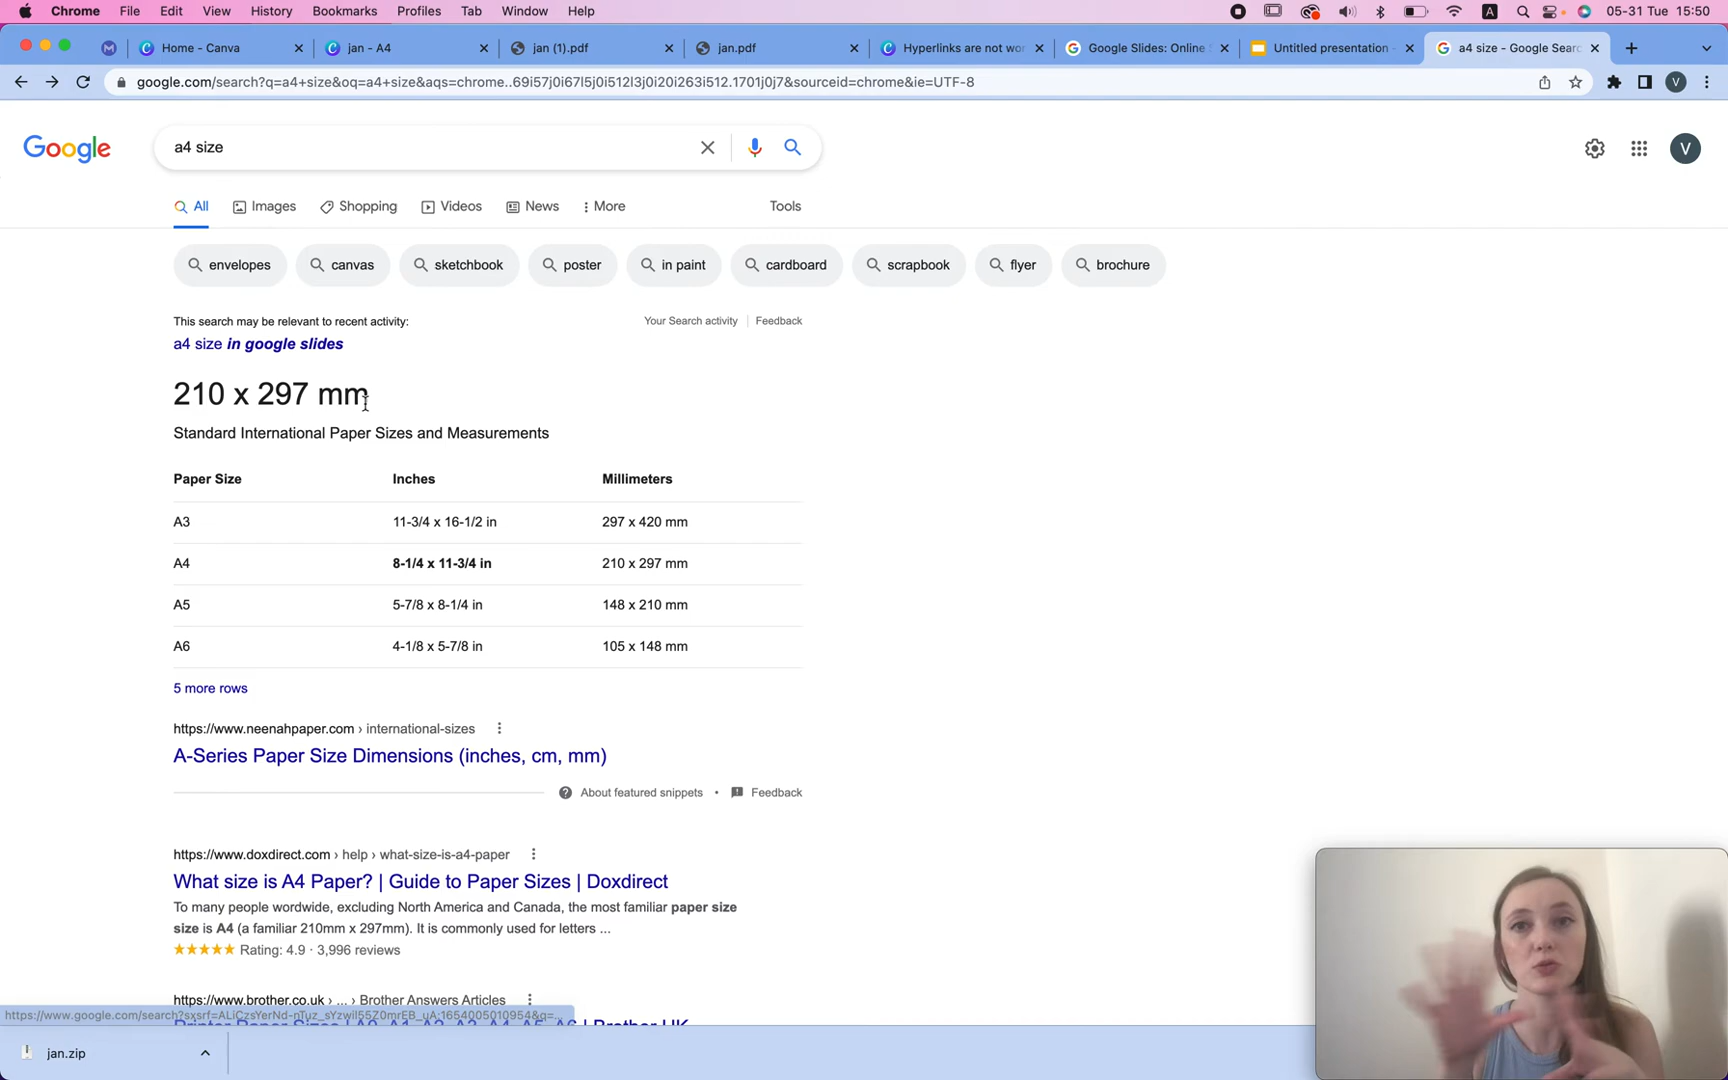 Chrome File Edit View History Bookmarks Profiles Tab Window Help A 05-31 Tue 15:50
Home - Canva jan - A4 jan (1).pdf jan.pdf Hyperlinks are not wor Google Slides: Online Untitled presentation - a4 size - Google Searc
google.com/search?q=a4+size&oq=a4+size&aqs=chrome..69i57j0i67l5j0i512l3j0i20i263i512.1701j0j7&sourceid=chrome&ie=UTF-8 V
Google a4 size V
All Images Shopping Videos News More Tools
envelopes canvas sketchbook poster in paint cardboard scrapbook flyer brochure
This search may be relevant to recent activity: Your Search activity Feedback
a4 size in google slides
210 x 297 mm
Standard International Paper Sizes and Measurements
Paper Size Inches Millimeters
A3 11-3/4 x 16-1/2 in 297 x 420 mm
A4 8-1/4 x 11-3/4 in 210 x 297 mm
A5 5-7/8 x 8-1/4 in 148 x 210 mm
A6 4-1/8 x 5-7/8 in 105 x 148 mm
5 more rows
https://www.neenahpaper.com › international-sizes
A-Series Paper Size Dimensions (inches, cm, mm)
About featured snippets • Feedback
https://www.doxdirect.com › help › what-size-is-a4-paper
What size is A4 Paper? | Guide to Paper Sizes | Doxdirect
To many people wordwide, excluding North America and Canada, the most familiar paper size
size is A4 (a familiar 210mm x 297mm). It is commonly used for letters ...
Rating: 4.9 · 3,996 reviews
https://www.brother.co.uk › ... › Brother Answers Articles
Printer Paper Sizes | A0, A1, A2, A3, A4, A5, A6 | Brother UK
jan.zip